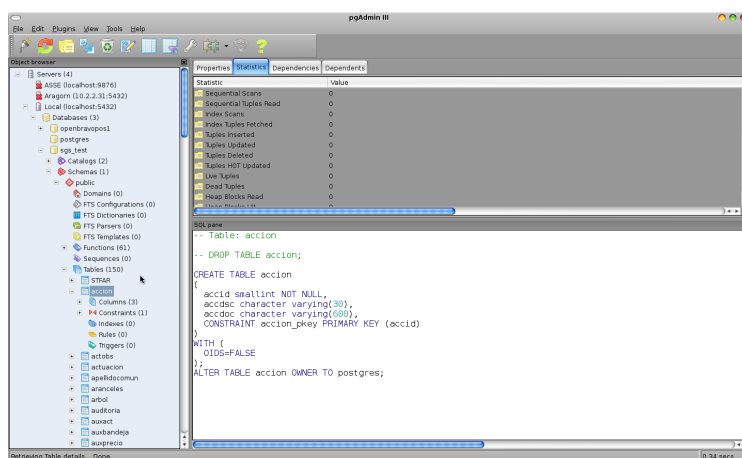 pgAdmin III
File Edit Plugins View Tools Help
Object browser
Servers (4)
ASSE (localhost:9876)
Aragorn (10.2.2.31:5432)
Local (localhost:5432)
Databases (3)
openbravopos1
postgres
sgs_test
Catalogs (2)
Schemas (1)
public
Domains (0)
FTS Configurations (0)
FTS Dictionaries (0)
FTS Parsers (0)
FTS Templates (0)
Functions (61)
Sequences (0)
Tables (150)
STFAR
accion
Columns (3)
Constraints (1)
Indexes (0)
Rules (0)
Triggers (0)
actobs
actuacion
apellidocomun
aranceles
arbol
auditoria
auxact
auxbandeja
auxprecio
Properties Statistics Dependencies Dependents
Statistic Value
Sequential Scans 0
Sequential Tuples Read 0
Index Scans 0
Index Tuples Fetched 0
Tuples Inserted 0
Tuples Updated 0
Tuples Deleted 0
Tuples HOT Updated 0
Live Tuples 0
Dead Tuples 0
Heap Blocks Read 0
Heap Blocks Hit 0
SQL pane
-- Table: accion
-- DROP TABLE accion;
CREATE TABLE accion
(
accid smallint NOT NULL,
accdsc character varying(30),
accdoc character varying(600),
CONSTRAINT accion_pkey PRIMARY KEY (accid)
)
WITH (
OIDS=FALSE
);
ALTER TABLE accion OWNER TO postgres;
Retrieving Table details... Done.
0.34 secs